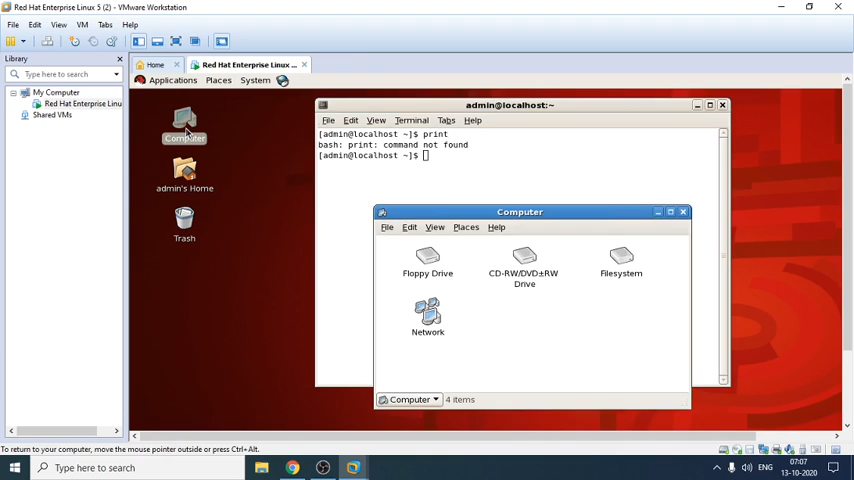 Red Hat Enterprise Linux 5 (2) - VMware Workstation
File Edit View VM Tabs Help
Library
Home
Red Hat Enterprise Linux ...
Type here to search
Applications Places System
My Computer
Red Hat Enterprise Linu
Shared VMs
Computer
admin's Home
Trash
admin@localhost:~
File Edit View Terminal Tabs Help
[admin@localhost ~]$ print
bash: print: command not found
[admin@localhost ~]$
Computer
File Edit View Places Help
Floppy Drive
CD-RW/DVD±RW
Drive
Filesystem
Network
Computer 4 items
To return to your computer, move the mouse pointer outside or press Ctrl+Alt.
Type here to search
ENG
07:07
13-10-2020